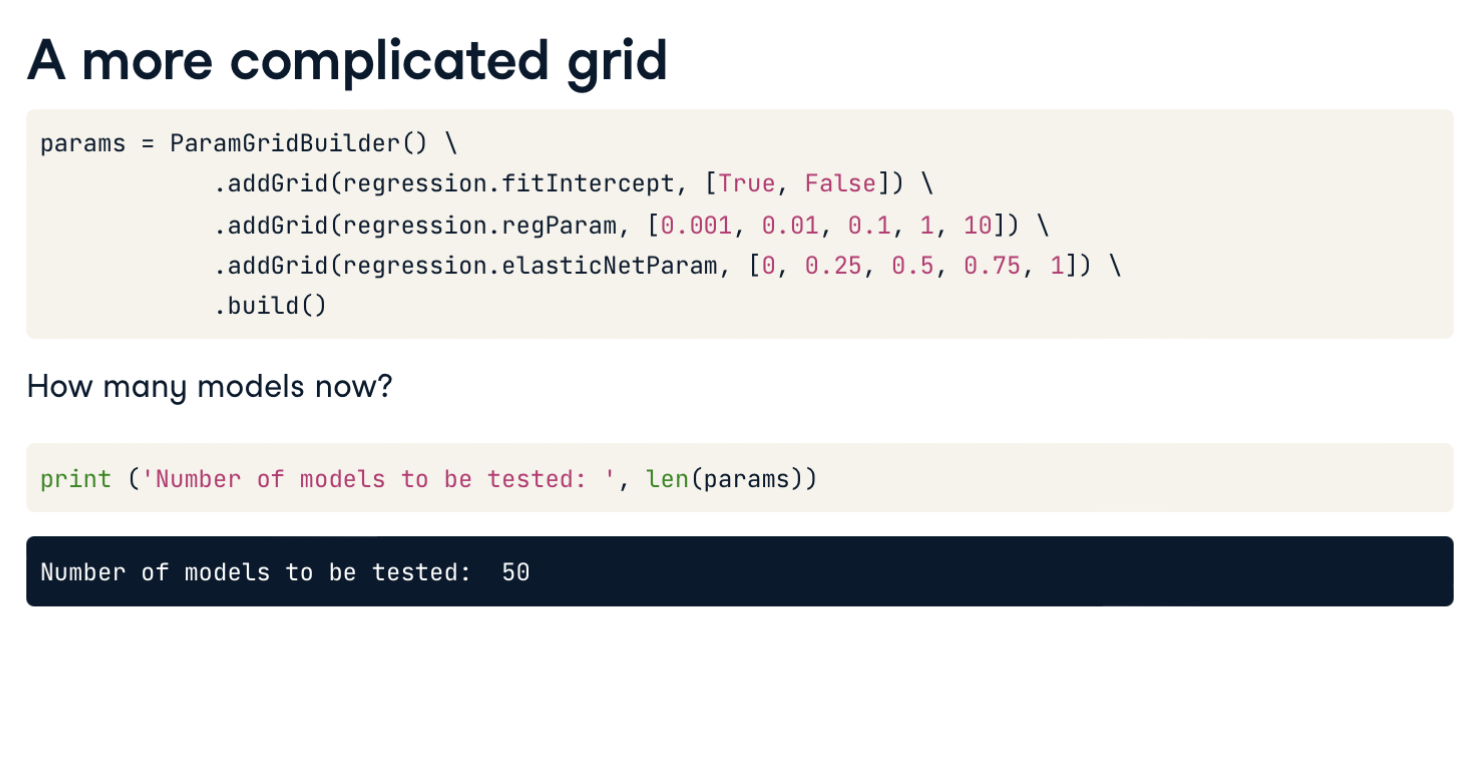 A more complicated grid
params = ParamGridBuilder() \
            .addGrid(regression.fitIntercept, [True, False]) \
            .addGrid(regression.regParam, [0.001, 0.01, 0.1, 1, 10]) \
            .addGrid(regression.elasticNetParam, [0, 0.25, 0.5, 0.75, 1]) \
            .build()
How many models now?
print ('Number of models to be tested: ', len(params))
Number of models to be tested:  50